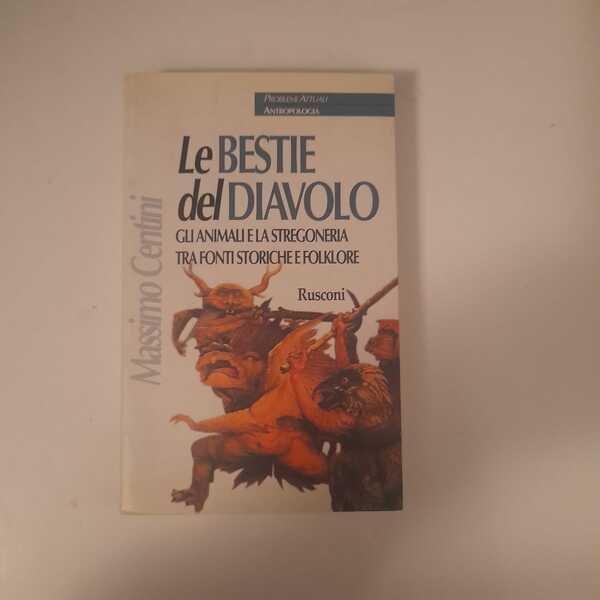 PROBLEMI ATTUALI
ANTROPOLOGIA
Le BESTIE
del DIAVOLO
GLI ANIMALI E LA STREGONERIA
TRA FONTI STORICHE E FOLKLORE
Rusconi
Massimo Centini